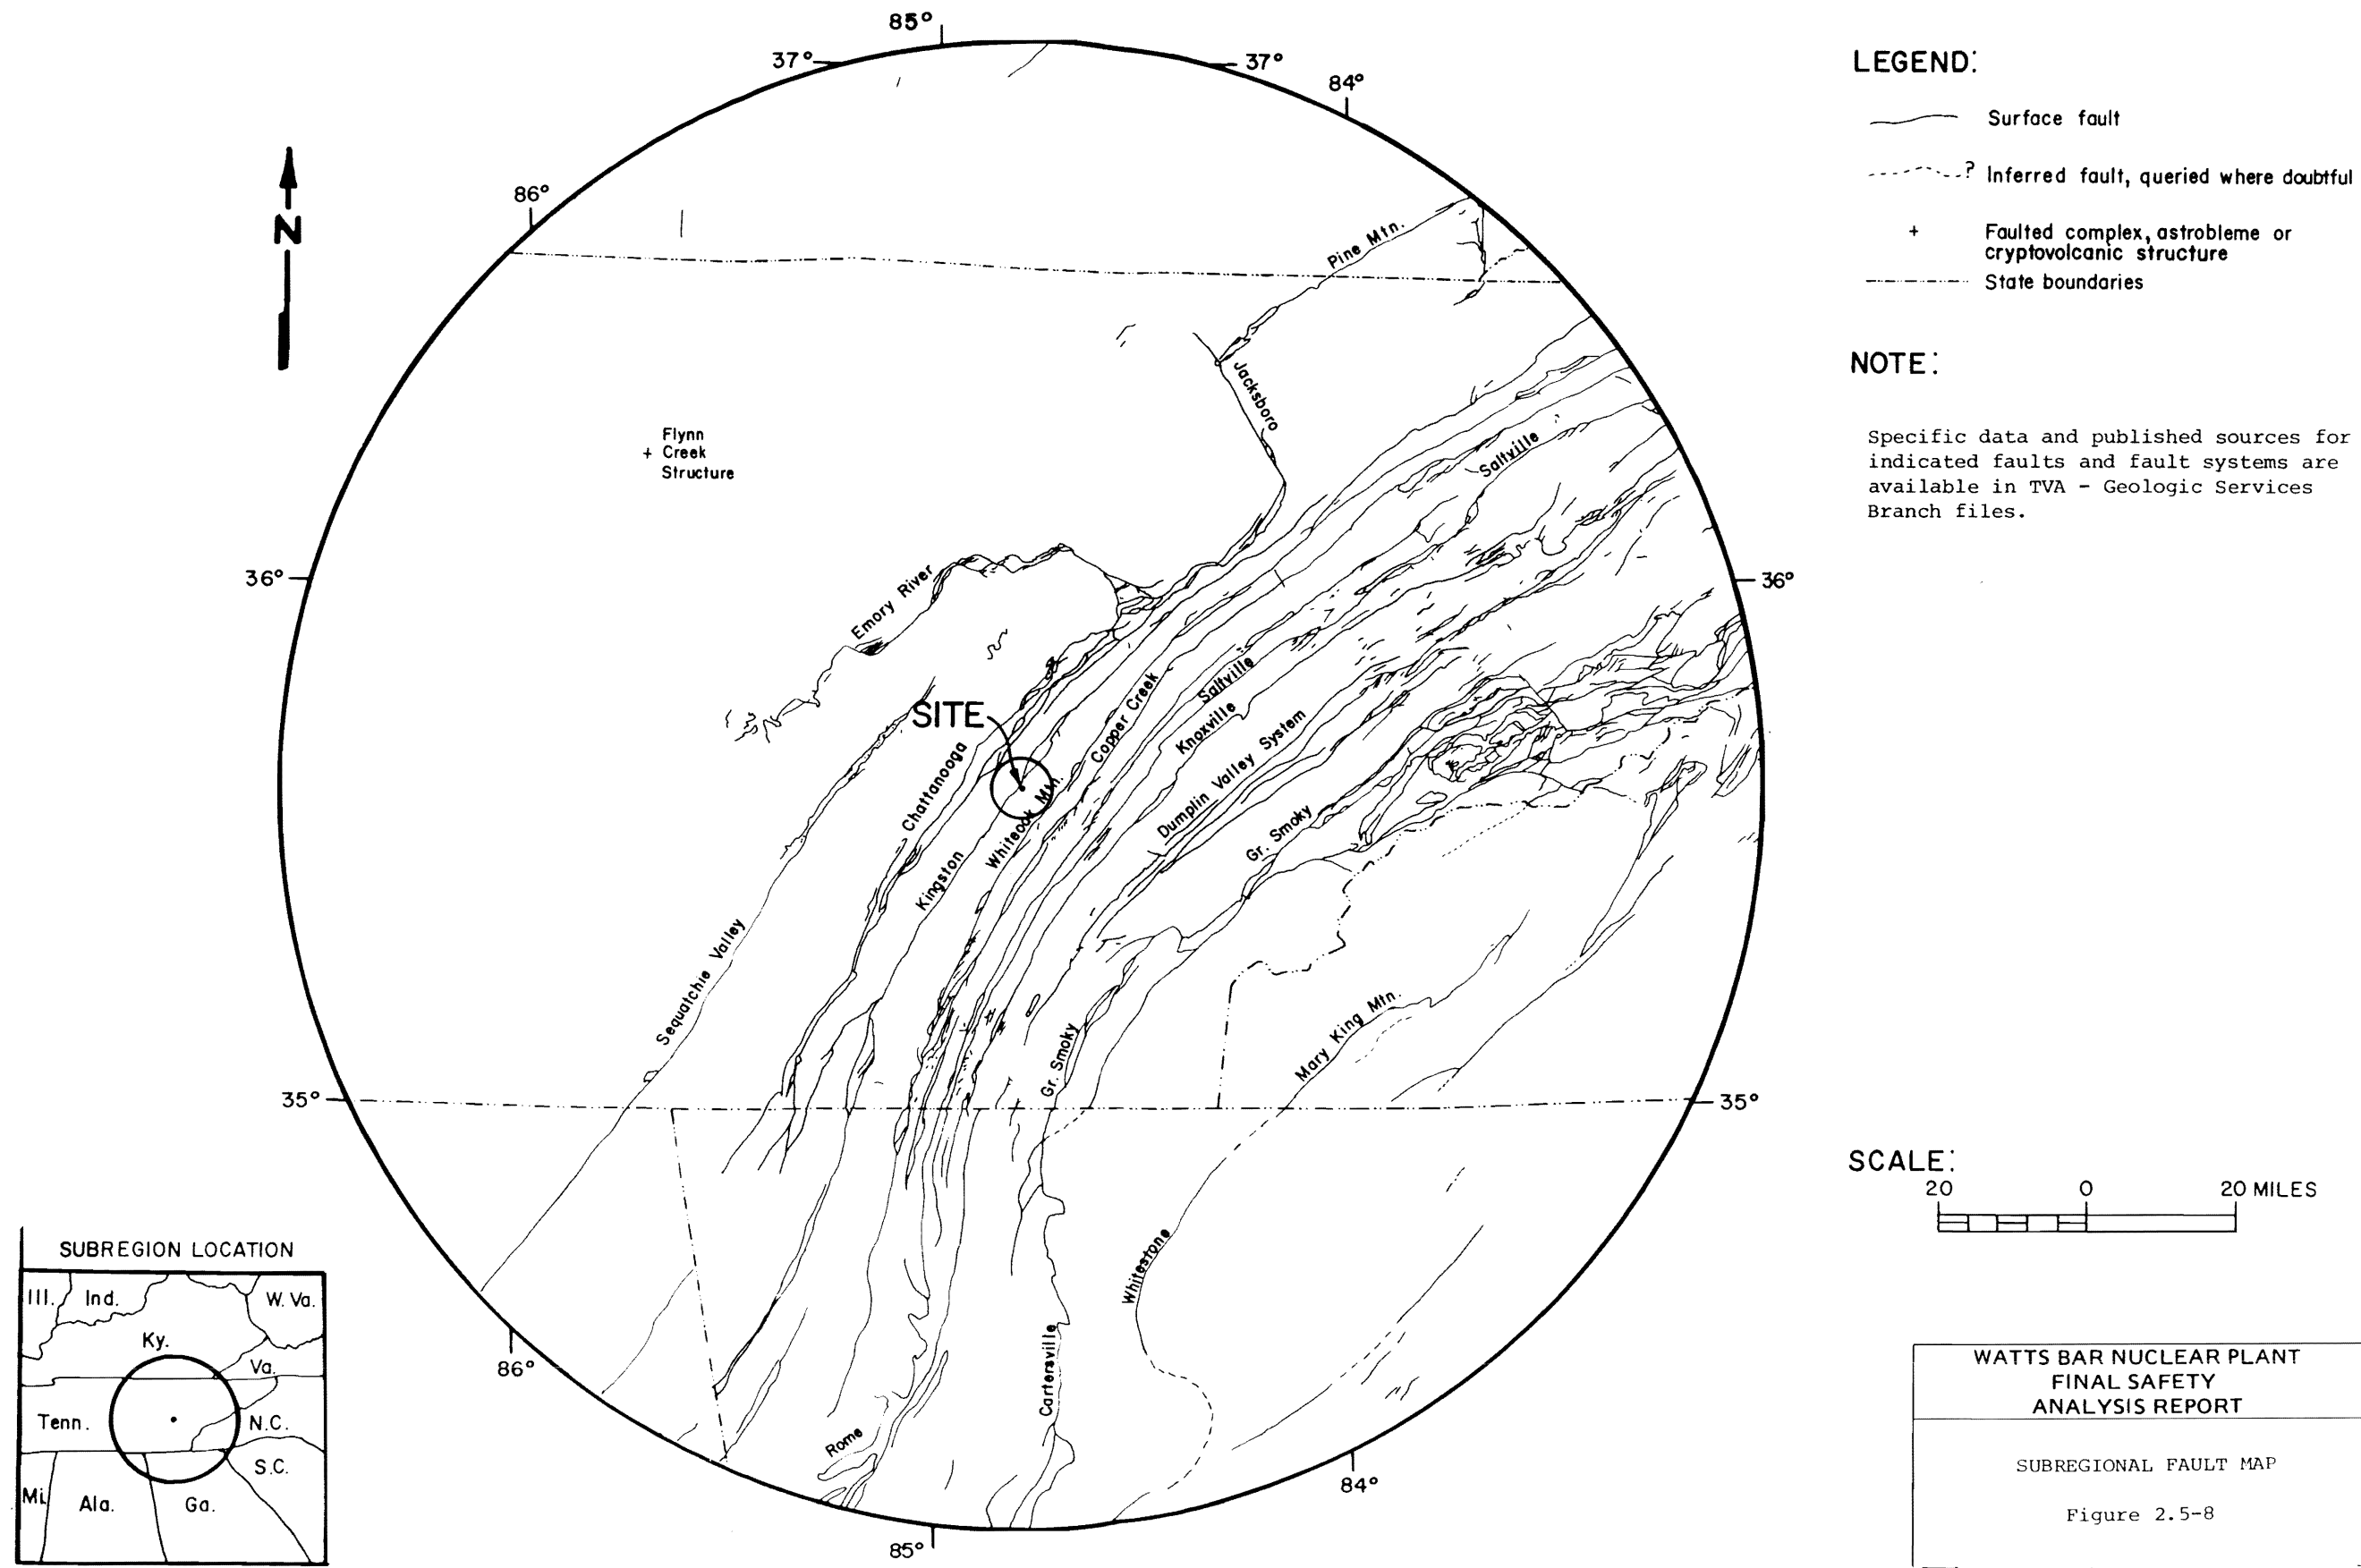 85°
37°
37°
84°
86°
N
Pine Mtn.
Jacksboro
Flynn
Creek
Structure
Saltville
36°
36°
Emory River
SITE
Chattanooga
Copper Creek
Saltville
Knoxville
Dumplin Valley System
Whiteoak Mtn.
Kingston
Gr. Smoky
Sequatchie Valley
Gr. Smoky
Mary King Mtn.
35°
35°
Whitestone
Cartersville
Rome
86°
84°
85°
LEGEND:
Surface fault
? Inferred fault, queried where doubtful
+ Faulted complex, astrobleme or
cryptovolcanic structure
State boundaries
NOTE:
Specific data and published sources for
indicated faults and fault systems are
available in TVA - Geologic Services
Branch files.
SCALE:
20 0 20 MILES
SUBREGION LOCATION
Ill. Ind. W. Va.
Ky.
Va.
Tenn. N.C.
S.C.
Mi. Ala. Ga.
WATTS BAR NUCLEAR PLANT
FINAL SAFETY
ANALYSIS REPORT
SUBREGIONAL FAULT MAP
Figure 2.5-8